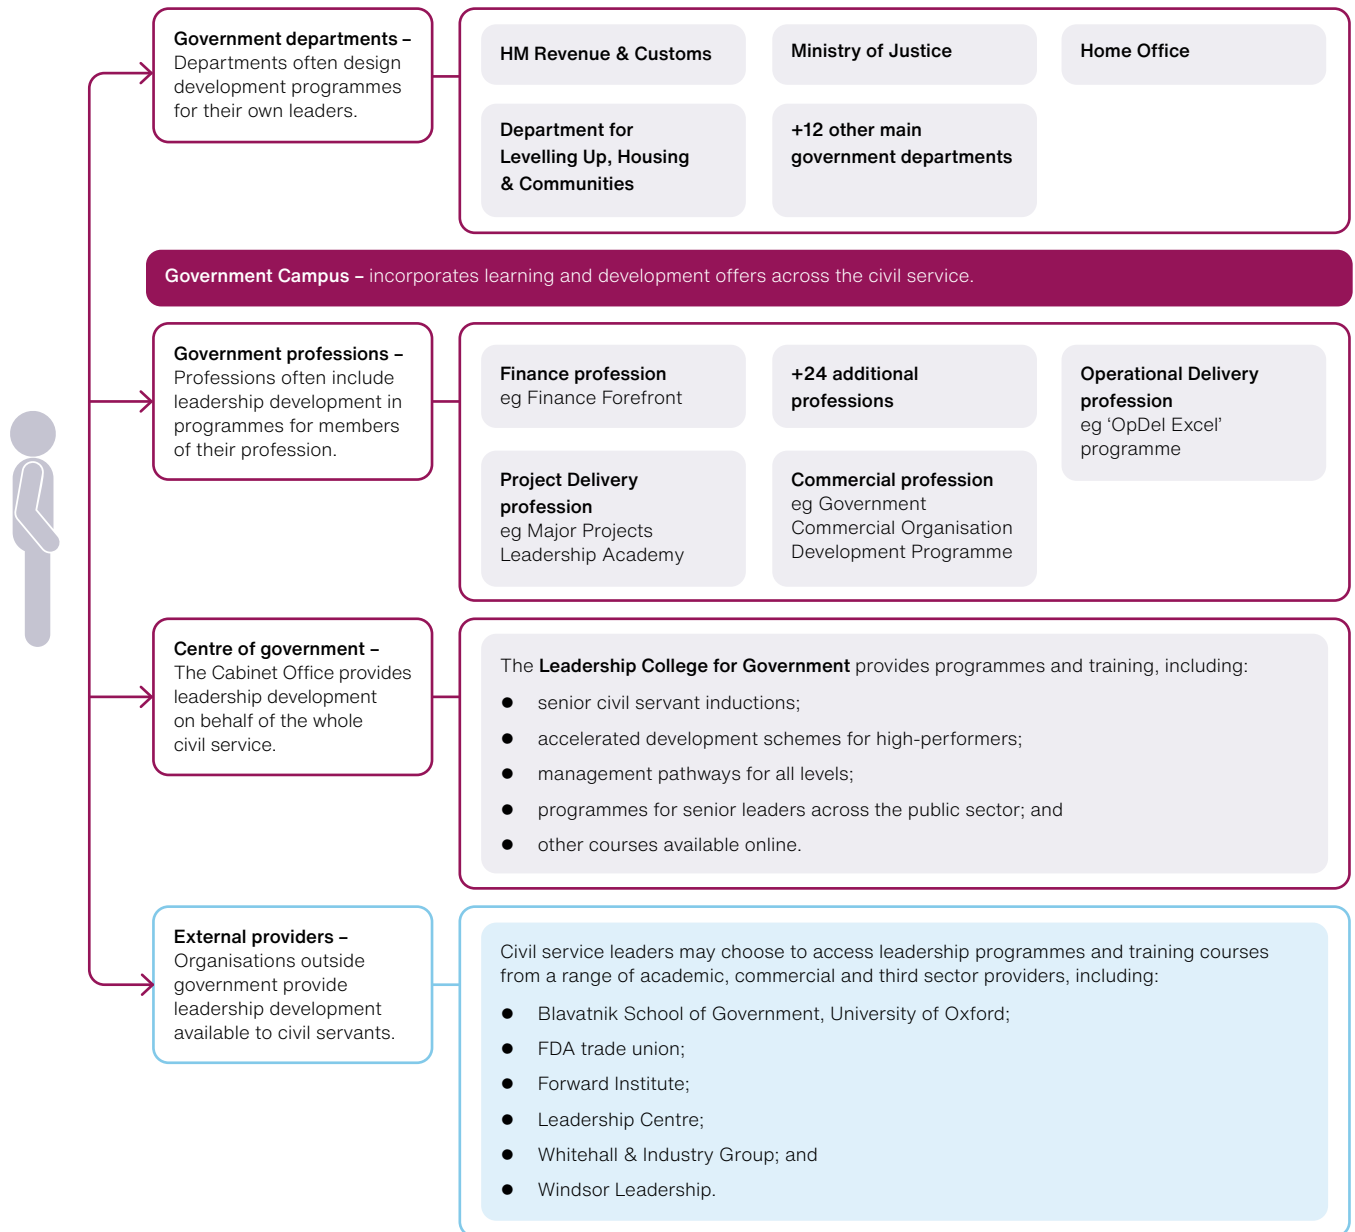 Government departments –
Departments often design
development programmes
for their own leaders.
HM Revenue & Customs
Ministry of Justice
Home Office
Department for
Levelling Up, Housing
& Communities
+12 other main
government departments
Government Campus – incorporates learning and development offers across the civil service.
Government professions –
Professions often include
leadership development in
programmes for members
of their profession.
Finance profession
eg Finance Forefront
+24 additional
professions
Operational Delivery
profession
eg ‘OpDel Excel’
programme
Project Delivery
profession
eg Major Projects
Leadership Academy
Commercial profession
eg Government
Commercial Organisation
Development Programme
Centre of government –
The Cabinet Office provides
leadership development
on behalf of the whole
civil service.
The Leadership College for Government provides programmes and training, including:
● senior civil servant inductions;
● accelerated development schemes for high-performers;
● management pathways for all levels;
● programmes for senior leaders across the public sector; and
● other courses available online.
External providers –
Organisations outside
government provide
leadership development
available to civil servants.
Civil service leaders may choose to access leadership programmes and training courses
from a range of academic, commercial and third sector providers, including:
● Blavatnik School of Government, University of Oxford;
● FDA trade union;
● Forward Institute;
● Leadership Centre;
● Whitehall & Industry Group; and
● Windsor Leadership.